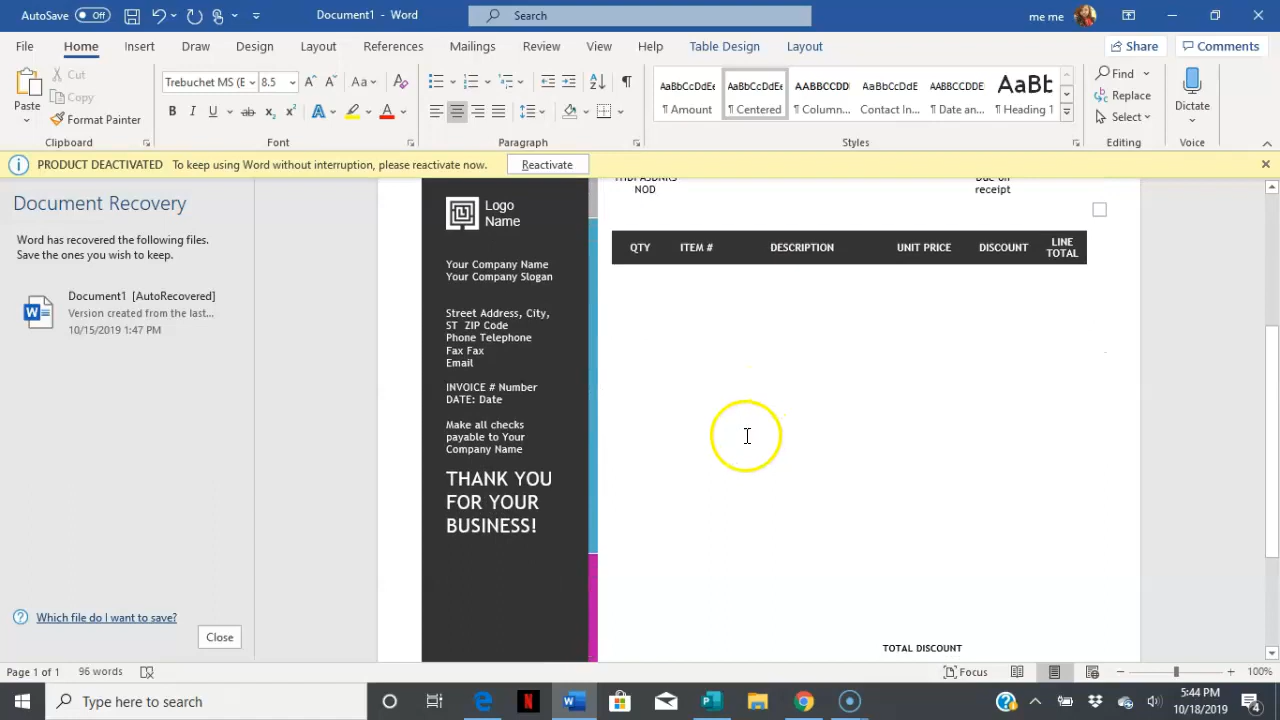 AutoSave Off
Document1 - Word
Search
me me
File Home Insert Draw Design Layout References Mailings Review View Help Table Design Layout
Share Comments
Paste
Cut
Copy
Format Painter
Clipboard
Trebuchet MS (E 8.5
Font
Paragraph
AaBbCcDdEe AaBbCcDdEe AABBCCDD AaBbCcDdE AABBCCDDE AaBb
¶ Amount ¶ Centered ¶ Column... Contact In... ¶ Date an... Heading 1
Styles
Find
Replace
Select
Editing
Dictate
Voice
PRODUCT DEACTIVATED To keep using Word without interruption, please reactivate now. Reactivate
Document Recovery
Word has recovered the following files.
Save the ones you wish to keep.
Document1 [AutoRecovered]
Version created from the last...
10/15/2019 1:47 PM
Which file do I want to save?
Close
Logo
Name
Your Company Name
Your Company Slogan
Street Address, City,
ST ZIP Code
Phone Telephone
Fax Fax
Email
INVOICE # Number
DATE: Date
Make all checks
payable to Your
Company Name
THANK YOU
FOR YOUR
BUSINESS!
NOD
Due on
receipt
QTY ITEM # DESCRIPTION UNIT PRICE DISCOUNT LINE
TOTAL
TOTAL DISCOUNT
Page 1 of 1 96 words
Focus
100%
Type here to search
5:44 PM
10/18/2019
4